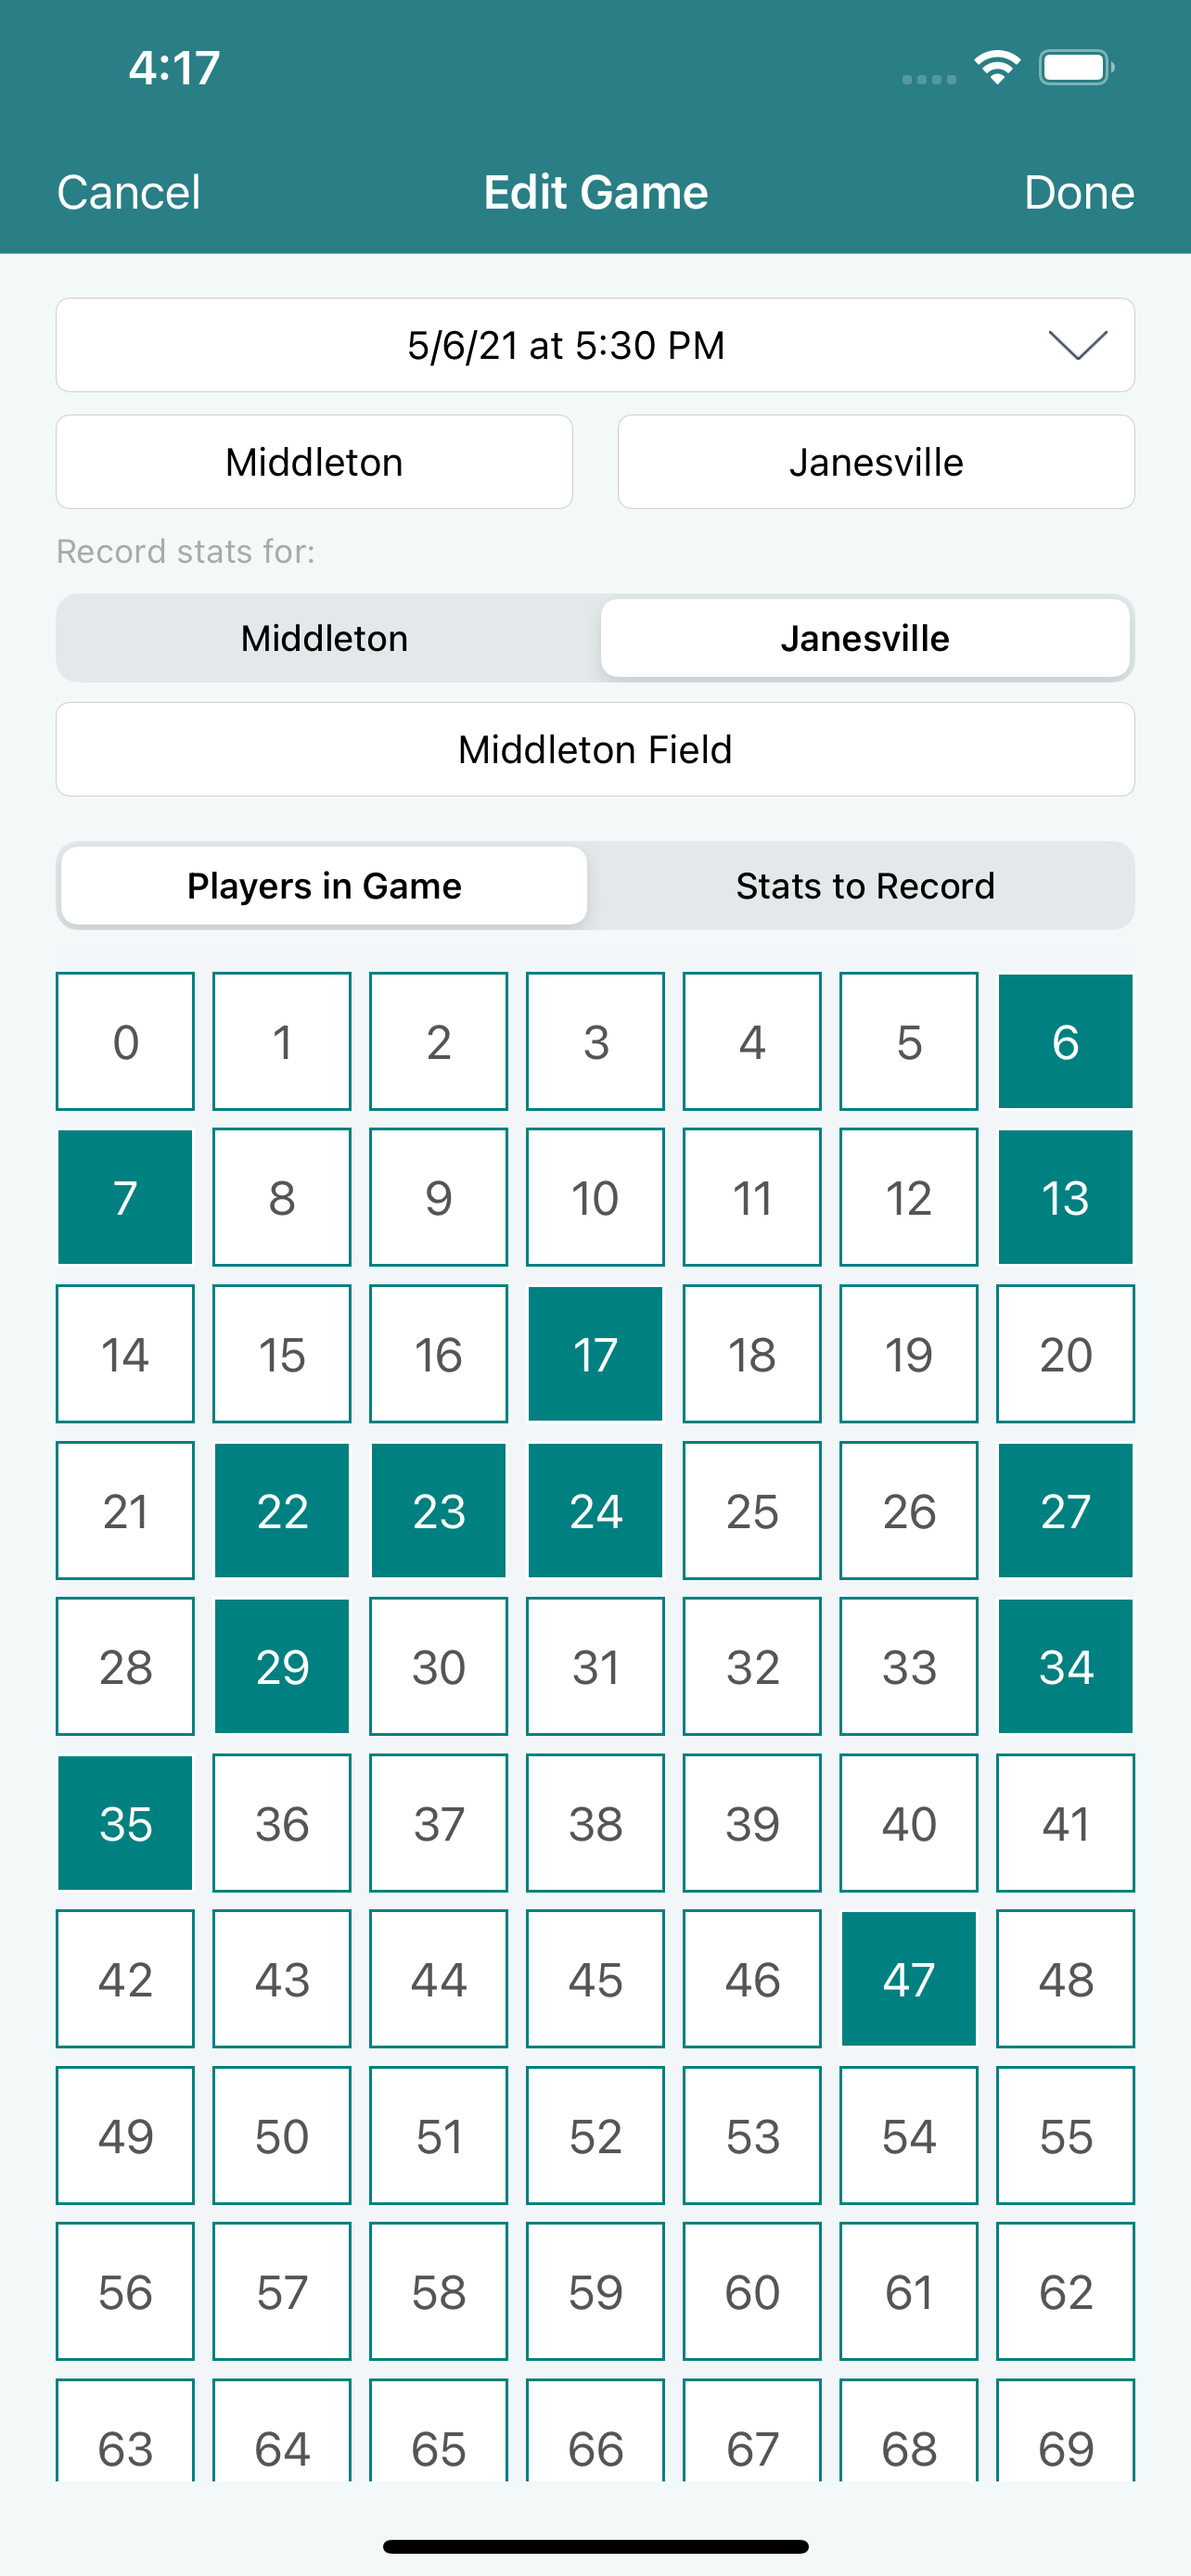 4:17
Cancel Edit Game Done
5/6/21 at 5:30 PM
Middleton Janesville
Record stats for:
Middleton Janesville
Middleton Field
Players in Game Stats to Record
0 1 2 3 4 5 6
7 8 9 10 11 12 13
14 15 16 17 18 19 20
21 22 23 24 25 26 27
28 29 30 31 32 33 34
35 36 37 38 39 40 41
42 43 44 45 46 47 48
49 50 51 52 53 54 55
56 57 58 59 60 61 62
63 64 65 66 67 68 69